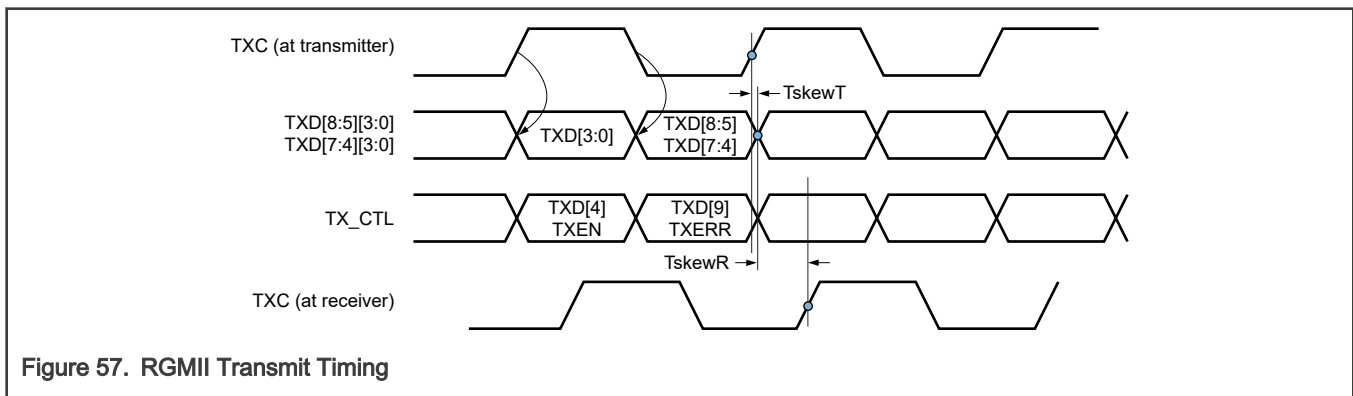 TXC (at transmitter)
TskewT
TXD[8:5][3:0]
TXD[7:4][3:0]
TXD[3:0]
TXD[8:5]
TXD[7:4]
TX_CTL
TXD[4]
TXEN
TXD[9]
TXERR
TskewR
TXC (at receiver)
Figure 57. RGMII Transmit Timing